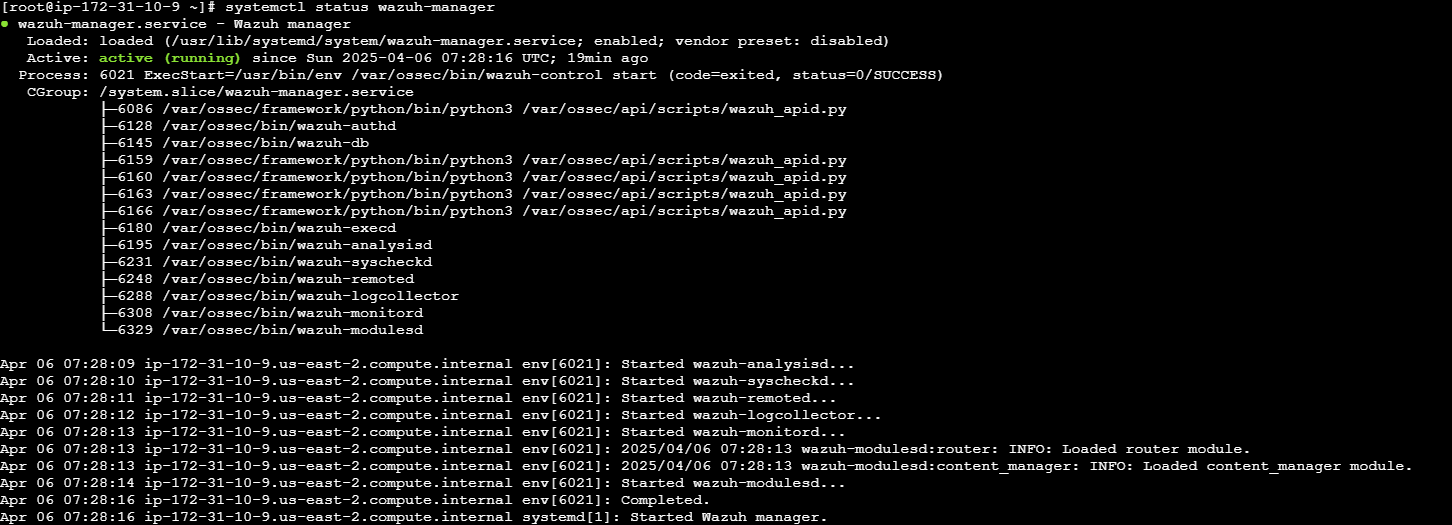 [root@ip-172-31-10-9 ~]# systemctl status wazuh-manager
● wazuh-manager.service - Wazuh manager
   Loaded: loaded (/usr/lib/systemd/system/wazuh-manager.service; enabled; vendor preset: disabled)
   Active: active (running) since Sun 2025-04-06 07:28:16 UTC; 19min ago
  Process: 6021 ExecStart=/usr/bin/env /var/ossec/bin/wazuh-control start (code=exited, status=0/SUCCESS)
   CGroup: /system.slice/wazuh-manager.service
           ├─6086 /var/ossec/framework/python/bin/python3 /var/ossec/api/scripts/wazuh_apid.py
           ├─6128 /var/ossec/bin/wazuh-authd
           ├─6145 /var/ossec/bin/wazuh-db
           ├─6159 /var/ossec/framework/python/bin/python3 /var/ossec/api/scripts/wazuh_apid.py
           ├─6160 /var/ossec/framework/python/bin/python3 /var/ossec/api/scripts/wazuh_apid.py
           ├─6163 /var/ossec/framework/python/bin/python3 /var/ossec/api/scripts/wazuh_apid.py
           ├─6166 /var/ossec/framework/python/bin/python3 /var/ossec/api/scripts/wazuh_apid.py
           ├─6180 /var/ossec/bin/wazuh-execd
           ├─6195 /var/ossec/bin/wazuh-analysisd
           ├─6231 /var/ossec/bin/wazuh-syscheckd
           ├─6248 /var/ossec/bin/wazuh-remoted
           ├─6288 /var/ossec/bin/wazuh-logcollector
           ├─6308 /var/ossec/bin/wazuh-monitord
           └─6329 /var/ossec/bin/wazuh-modulesd
Apr 06 07:28:09 ip-172-31-10-9.us-east-2.compute.internal env[6021]: Started wazuh-analysisd...
Apr 06 07:28:10 ip-172-31-10-9.us-east-2.compute.internal env[6021]: Started wazuh-syscheckd...
Apr 06 07:28:11 ip-172-31-10-9.us-east-2.compute.internal env[6021]: Started wazuh-remoted...
Apr 06 07:28:12 ip-172-31-10-9.us-east-2.compute.internal env[6021]: Started wazuh-logcollector...
Apr 06 07:28:13 ip-172-31-10-9.us-east-2.compute.internal env[6021]: Started wazuh-monitord...
Apr 06 07:28:13 ip-172-31-10-9.us-east-2.compute.internal env[6021]: 2025/04/06 07:28:13 wazuh-modulesd:router: INFO: Loaded router module.
Apr 06 07:28:13 ip-172-31-10-9.us-east-2.compute.internal env[6021]: 2025/04/06 07:28:13 wazuh-modulesd:content_manager: INFO: Loaded content_manager module.
Apr 06 07:28:14 ip-172-31-10-9.us-east-2.compute.internal env[6021]: Started wazuh-modulesd...
Apr 06 07:28:16 ip-172-31-10-9.us-east-2.compute.internal env[6021]: Completed.
Apr 06 07:28:16 ip-172-31-10-9.us-east-2.compute.internal systemd[1]: Started Wazuh manager.